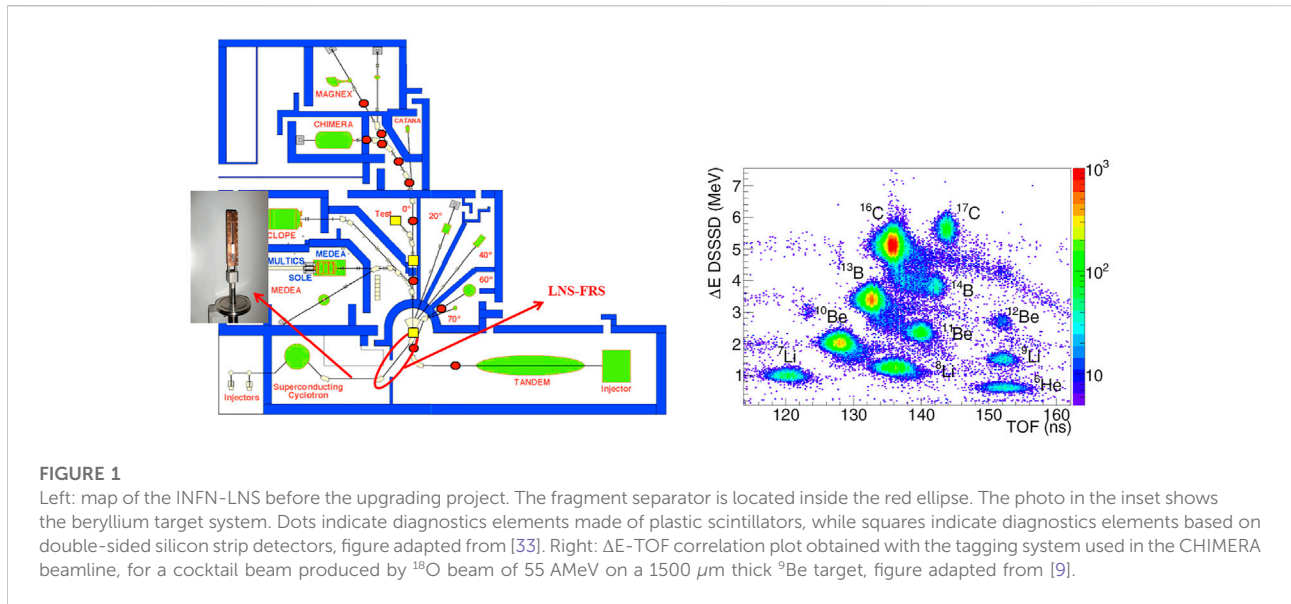 MAGNEX
CHIMERA
CATANA
Test
0°
20°
40°
60°
70°
CLOPE
MULTICS
MEDEA
SOLE
MEDEA
LNS-FRS
Injectors
Superconducting
Cyclotron
TANDEM
Injector
ΔE DSSSD (MeV)
7
6
5
4
3
2
1
¹⁶C
¹⁷C
¹³B
¹⁴B
¹⁰Be
¹¹Be
¹²Be
⁷Li
⁸Li
⁹Li
⁶He
120
130
140
150
160
TOF (ns)
10³
10²
10
FIGURE 1
Left: map of the INFN-LNS before the upgrading project. The fragment separator is located inside the red ellipse. The photo in the inset shows
the beryllium target system. Dots indicate diagnostics elements made of plastic scintillators, while squares indicate diagnostics elements based on
double-sided silicon strip detectors, figure adapted from [33]. Right: ΔE-TOF correlation plot obtained with the tagging system used in the CHIMERA
beamline, for a cocktail beam produced by ¹⁸O beam of 55 AMeV on a 1500 μm thick ⁹Be target, figure adapted from [9].